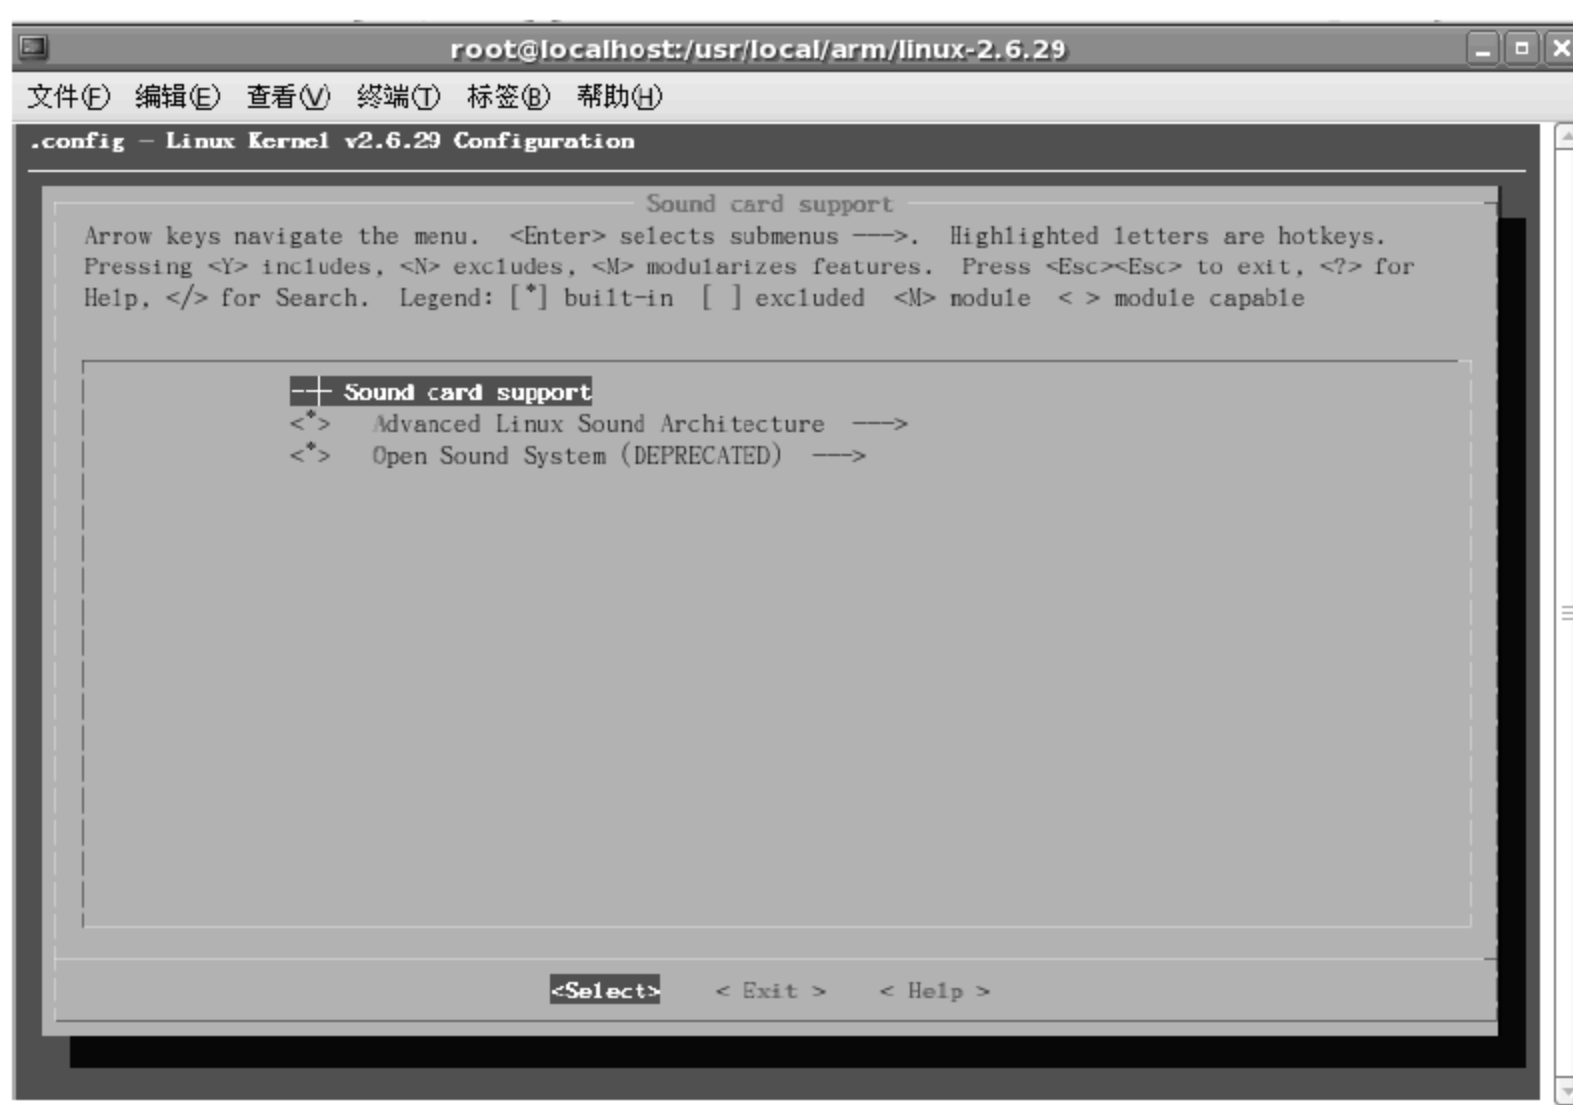 root@localhost:/usr/local/arm/linux-2.6.29
文件(F) 编辑(E) 查看(V) 终端(T) 标签(B) 帮助(H)
.config - Linux Kernel v2.6.29 Configuration
Sound card support
Arrow keys navigate the menu. <Enter> selects submenus --->. Highlighted letters are hotkeys.
Pressing <Y> includes, <N> excludes, <M> modularizes features. Press <Esc><Esc> to exit, <?> for
Help, </> for Search. Legend: [*] built-in [ ] excluded <M> module < > module capable
--- Sound card support
<*> Advanced Linux Sound Architecture --->
<*> Open Sound System (DEPRECATED) --->
<Select> < Exit > < Help >